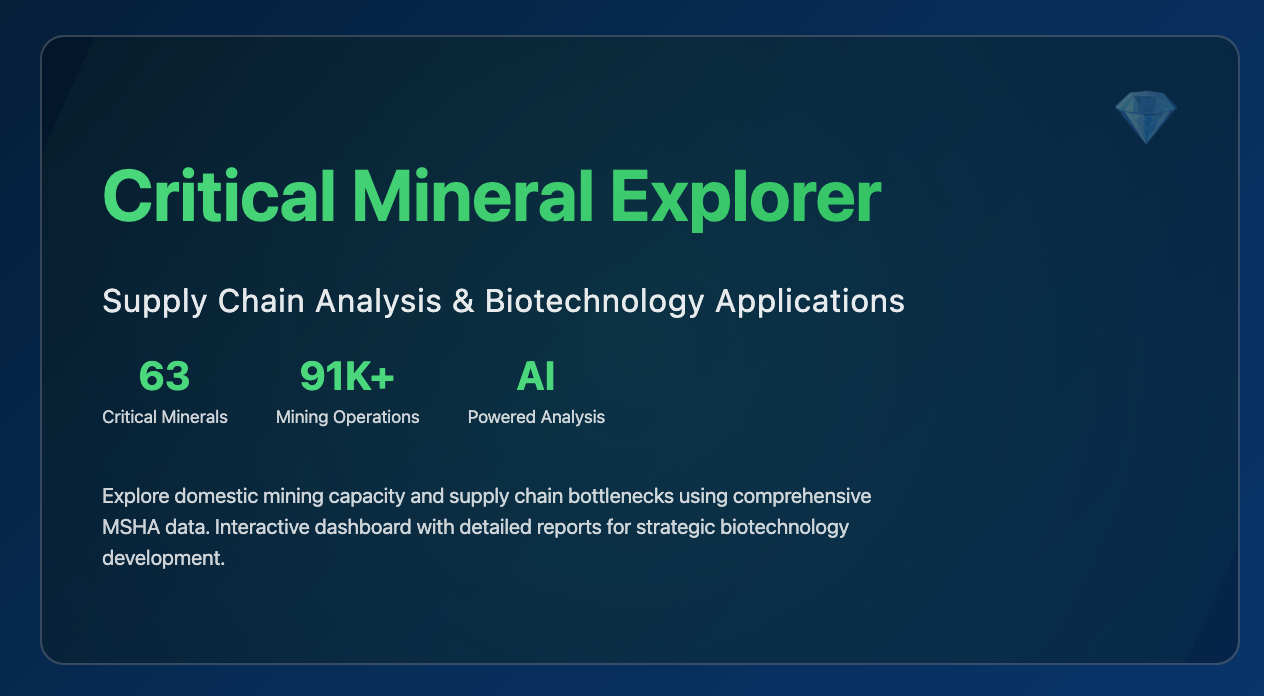 Critical Mineral Explorer
Supply Chain Analysis & Biotechnology Applications
63
Critical Minerals
91K+
Mining Operations
AI
Powered Analysis
Explore domestic mining capacity and supply chain bottlenecks using comprehensive
MSHA data. Interactive dashboard with detailed reports for strategic biotechnology
development.